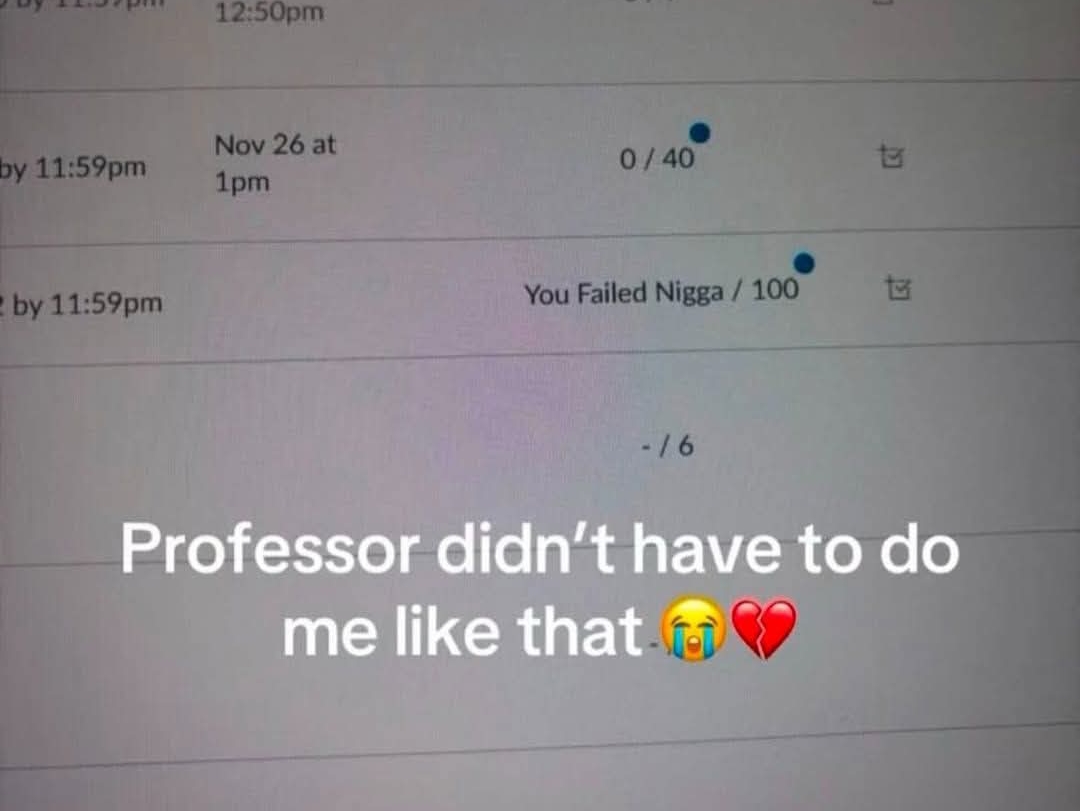 12:50pm
Nov 26 at
by 11:59pm
0 / 40
1pm
by 11:59pm
You Failed Nigga / 100
- / 6
Professor didn't have to do
me like that 😭💔